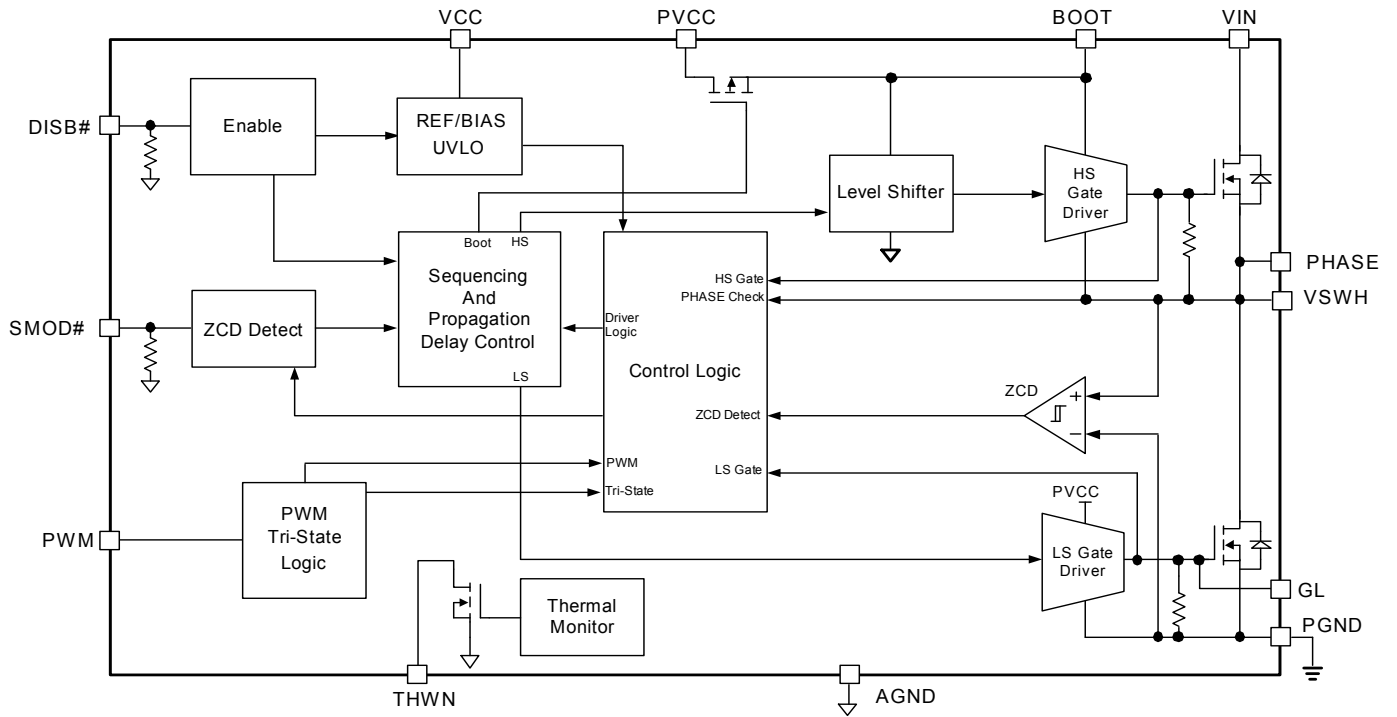 VCC
PVCC
BOOT
VIN
DISB#
Enable
REF/BIAS
UVLO
Level Shifter
HS
Gate
Driver
Boot
HS
Sequencing
And
Propagation
Delay Control
LS
HS Gate
PHASE Check
PHASE
VSWH
SMOD#
ZCD Detect
Driver
Logic
Control Logic
ZCD
+
−
ZCD Detect
LS Gate
PWM
Tri-State
PWM
PWM
Tri-State
Logic
PVCC
LS Gate
Driver
GL
PGND
Thermal
Monitor
THWN
AGND